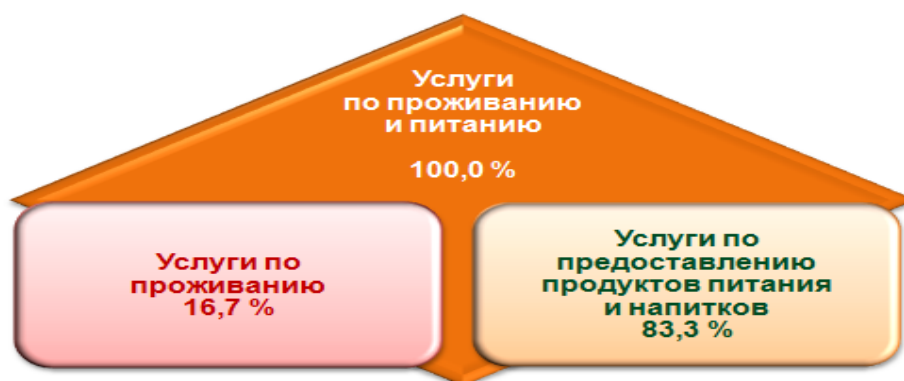 Услуги
по проживанию
и питанию
100,0 %
Услуги по
проживанию
16,7 %
Услуги по
предоставлению
продуктов питания
и напитков
83,3 %